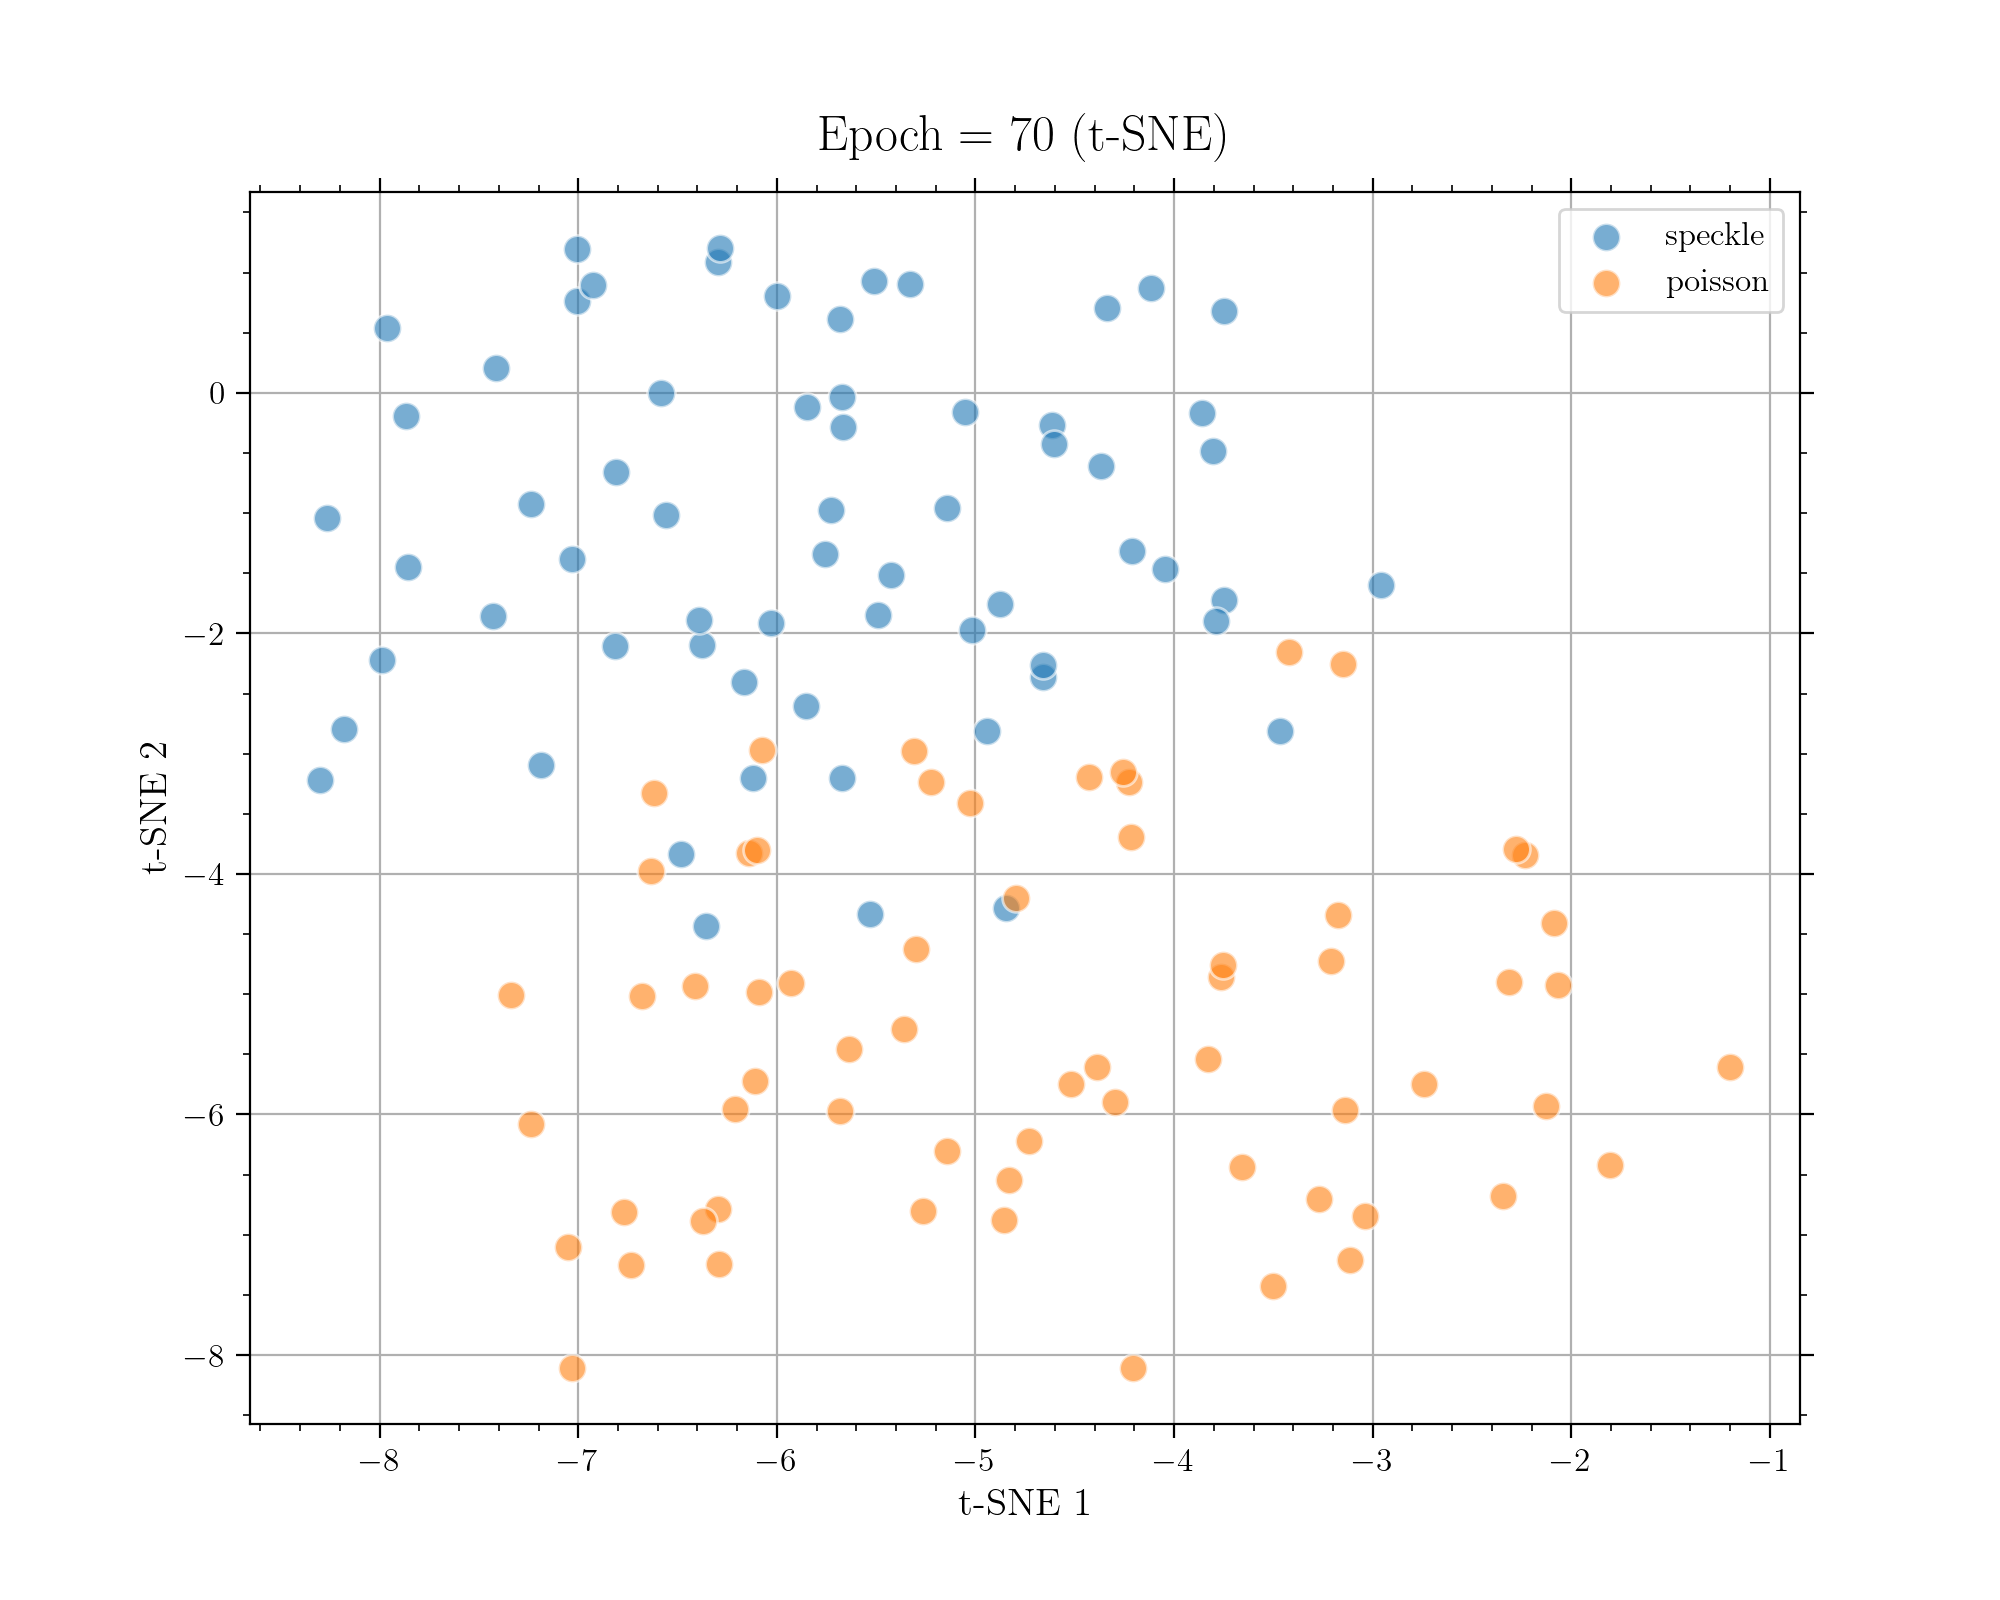 Epoch = 70 (t-SNE)
speckle
poisson
0
−2
−4
−6
−8
t-SNE 2
−8 −7 −6 −5 −4 −3 −2 −1
t-SNE 1